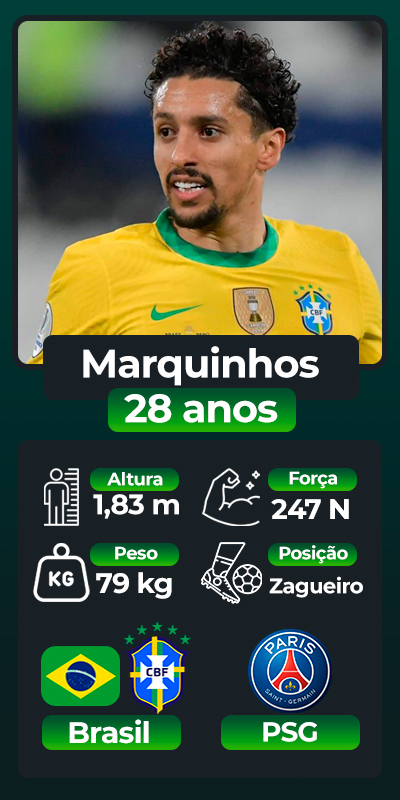 CBF
Marquinhos
28 anos
Altura
1,83 m
Força
247 N
KG
Peso
79 kg
Posição
Zagueiro
CBF
PARIS
SAINT-GERMAIN
Brasil
PSG